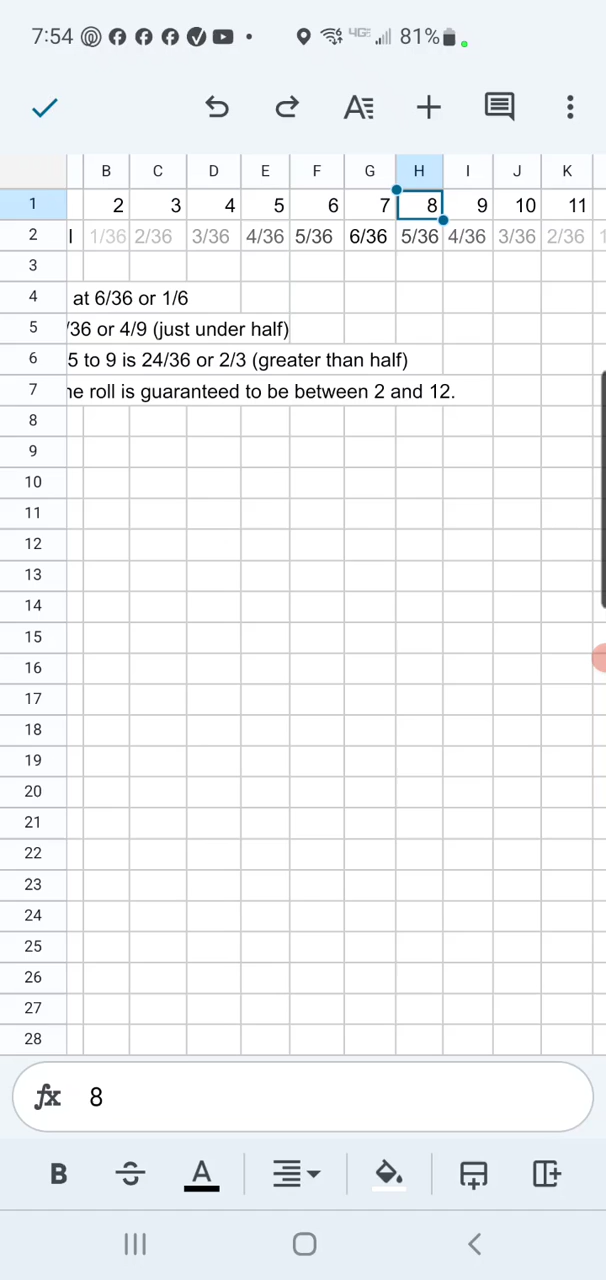 7:54 81%
B C D E F G H I J K
1 2 3 4 5 6 7 8 9 10 11
2 1/36 2/36 3/36 4/36 5/36 6/36 5/36 4/36 3/36 2/36
3
4 at 6/36 or 1/6
5 /36 or 4/9 (just under half)
6 5 to 9 is 24/36 or 2/3 (greater than half)
7 he roll is guaranteed to be between 2 and 12.
8
9
10
11
12
13
14
15
16
17
18
19
20
21
22
23
24
25
26
27
28
fx 8
B S A